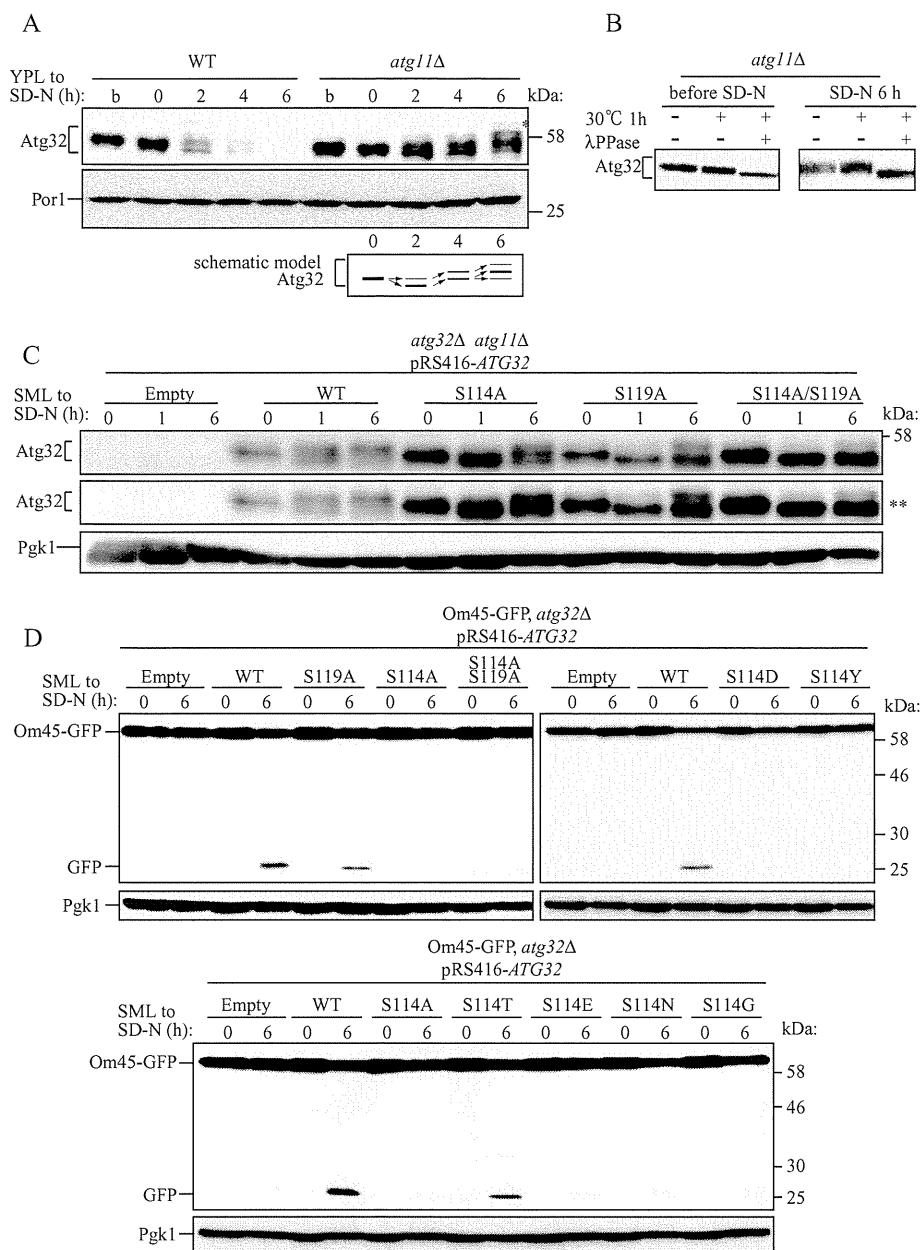 A
WT
atg11Δ
YPL to
SD-N (h): b 0 2 4 6 b 0 2 4 6 kDa:
*
Atg32
58
Por1
25
0 2 4 6
schematic model
Atg32
B
atg11Δ
before SD-N SD-N 6 h
30°C 1h - + + - + +
λPPase + +
Atg32
C
atg32Δ atg11Δ
pRS416-ATG32
SML to Empty WT S114A S119A S114A/S119A
SD-N (h): 0 1 6 0 1 6 0 1 6 0 1 6 0 1 6 kDa:
58
Atg32
Atg32
**
Pgk1
D
Om45-GFP, atg32Δ
pRS416-ATG32
SML to Empty WT S119A S114A S114A S119A Empty WT S114D S114Y
SD-N (h): 0 6 0 6 0 6 0 6 0 6 0 6 0 6 0 6 0 6 kDa:
Om45-GFP
58
46
30
GFP
25
Pgk1
Om45-GFP, atg32Δ
pRS416-ATG32
SML to Empty WT S114A S114T S114E S114N S114G
SD-N (h): 0 6 0 6 0 6 0 6 0 6 0 6 0 6 kDa:
Om45-GFP
58
46
30
GFP
25
Pgk1